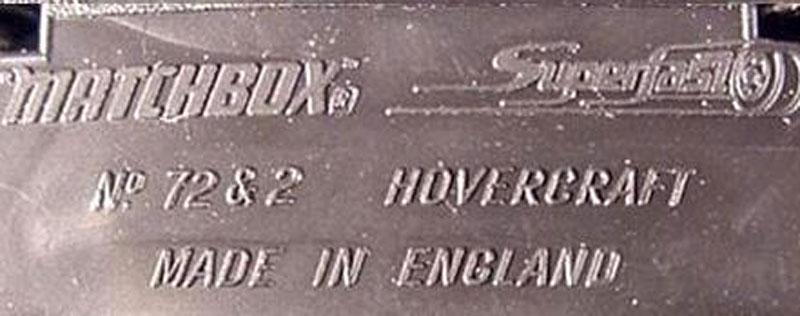 MATCHBOX® Superfast
Nº 72 & 2 HOVERCRAFT
MADE IN ENGLAND